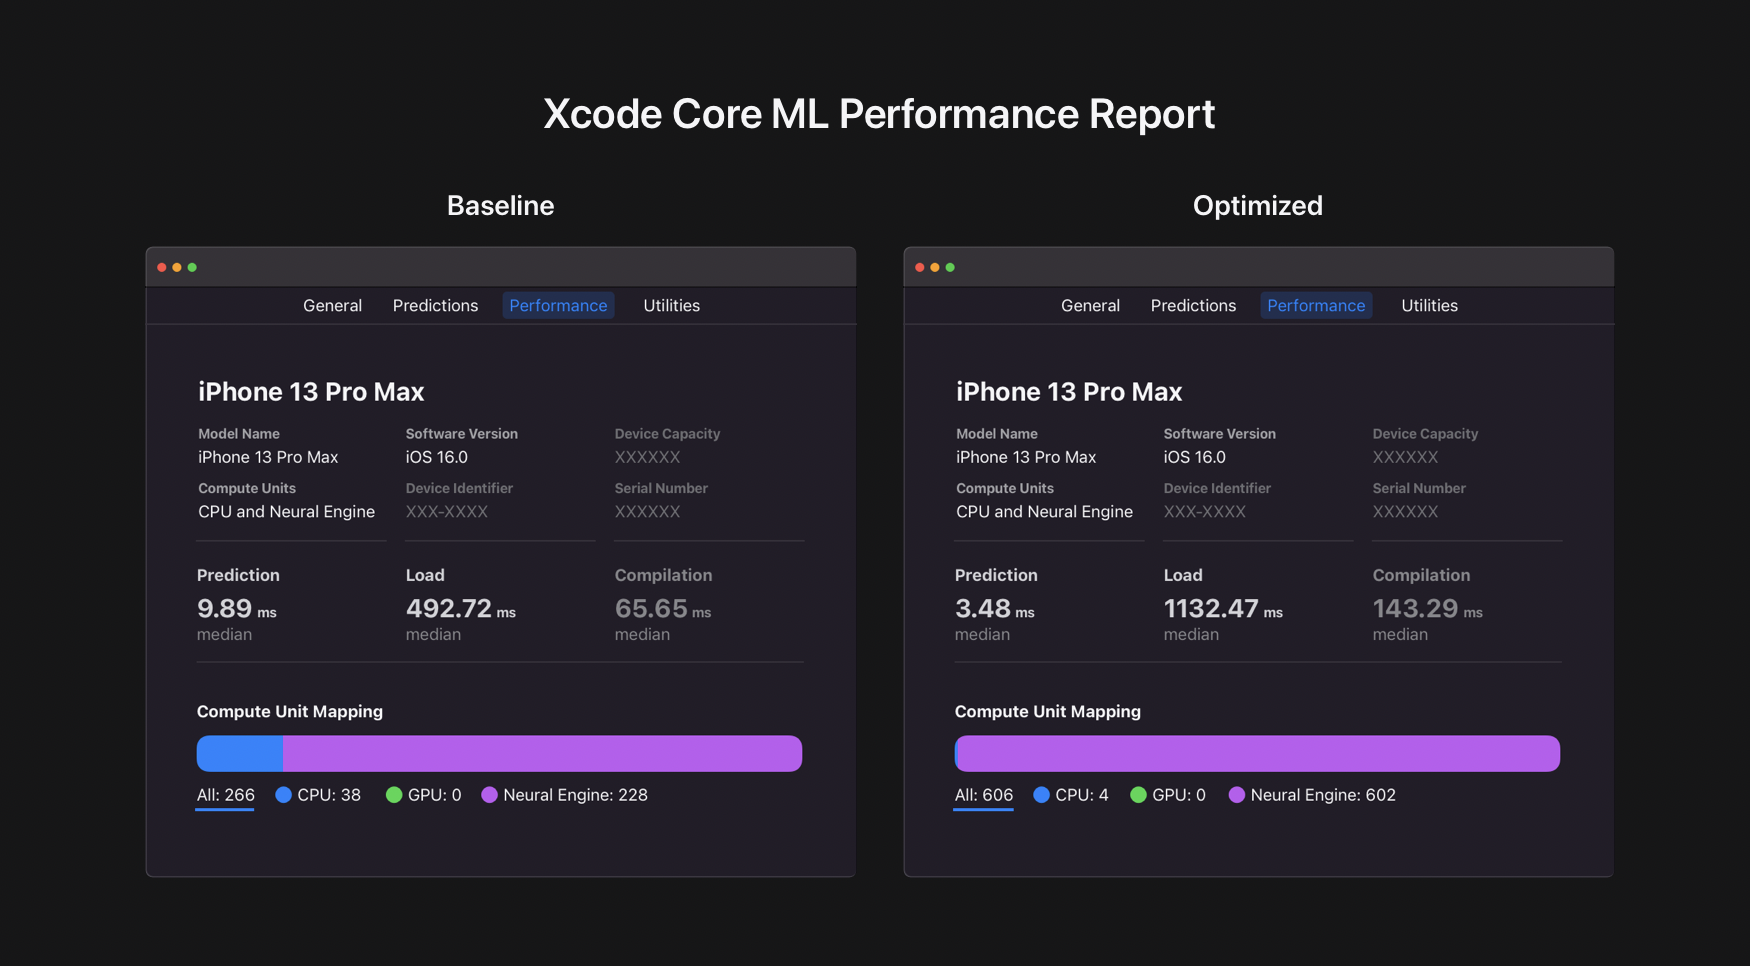 Xcode Core ML Performance Report
Baseline
General Predictions Performance Utilities
iPhone 13 Pro Max
Model Name Software Version Device Capacity
iPhone 13 Pro Max iOS 16.0 XXXXXX
Compute Units Device Identifier Serial Number
CPU and Neural Engine XXX-XXXX XXXXXX
Prediction Load Compilation
9.89 ms 492.72 ms 65.65 ms
median median median
Compute Unit Mapping
All: 266 CPU: 38 GPU: 0 Neural Engine: 228
Optimized
General Predictions Performance Utilities
iPhone 13 Pro Max
Model Name Software Version Device Capacity
iPhone 13 Pro Max iOS 16.0 XXXXXX
Compute Units Device Identifier Serial Number
CPU and Neural Engine XXX-XXXX XXXXXX
Prediction Load Compilation
3.48 ms 1132.47 ms 143.29 ms
median median median
Compute Unit Mapping
All: 606 CPU: 4 GPU: 0 Neural Engine: 602